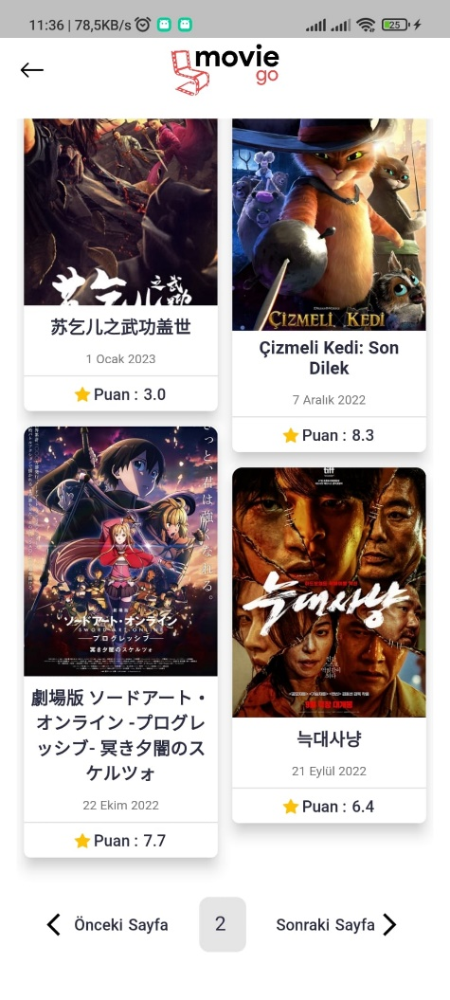 11:36 | 78,5KB/s
25
movie
go
苏乞儿之武功盖世
1 Ocak 2023
Puan : 3.0
ÇİZMELİ KEDİ
Çizmeli Kedi: Son
Dilek
7 Aralık 2022
Puan : 8.3
ソードアート・オンライン
SWORD ART ONLINE
プログレッシブ
冥き夕闇のスケルツォ
劇場版 ソードアート・
オンライン -プログレ
ッシブ- 冥き夕闇のス
ケルツォ
22 Ekim 2022
Puan : 7.7
tiff
늑대사냥
늑대사냥
21 Eylül 2022
Puan : 6.4
Önceki Sayfa
2
Sonraki Sayfa